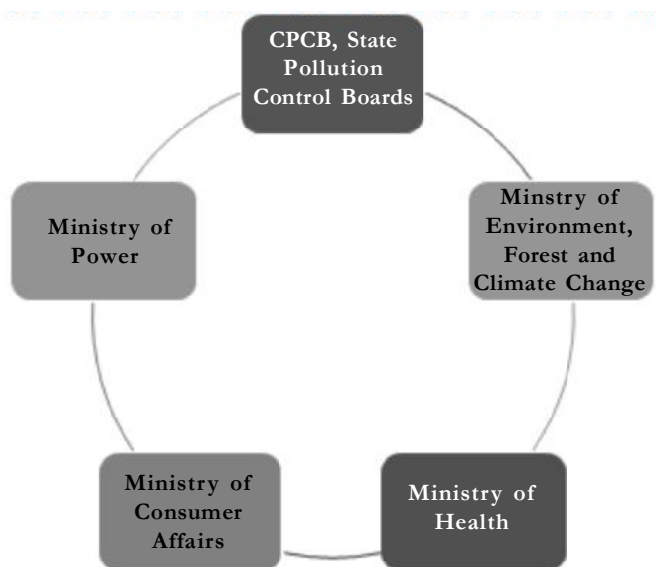 CPCB, State
Pollution
Control Boards
Minstry of
Environment,
Forest and
Climate Change
Ministry of
Health
Ministry of
Consumer
Affairs
Ministry of
Power